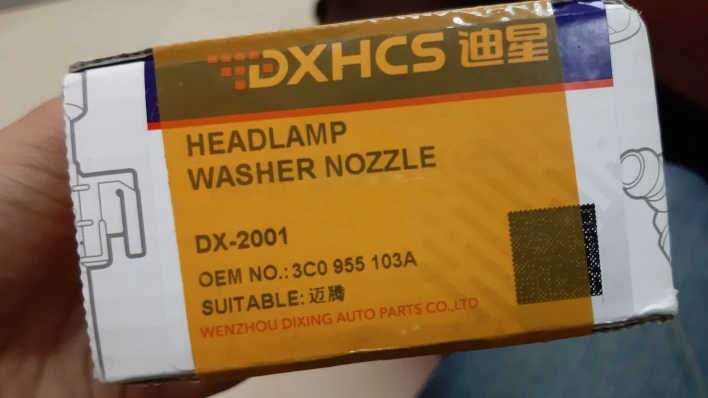 DXHCS 迪星
HEADLAMP
WASHER NOZZLE
DX-2001
OEM NO.: 3C0 955 103A
SUITABLE: 迈腾
WENZHOU DIXING AUTO PARTS CO.,LTD